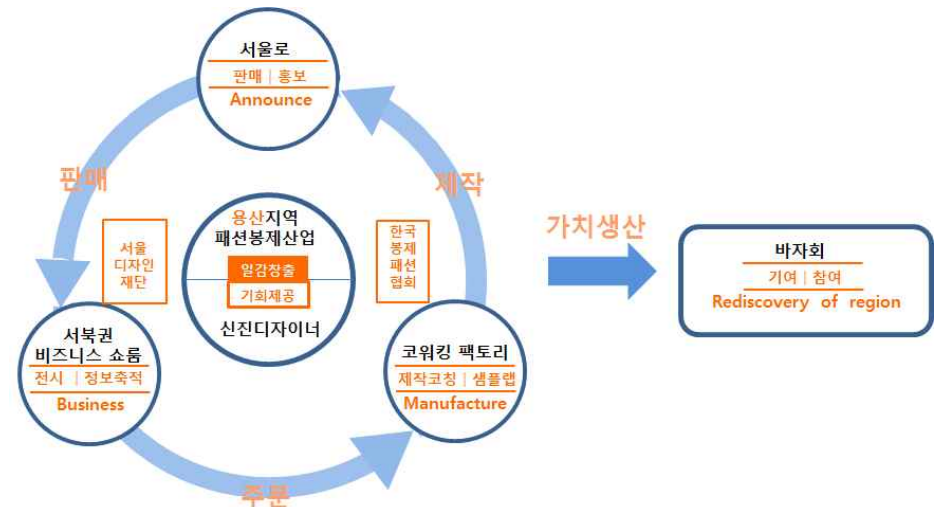 서울로
판매 | 홍보
Announce
판매
제작
서울
디자인
재단
용산지역
패션봉제산업
일감창출
기회제공
신진디자이너
한국
봉제
패션
협회
서북권
비즈니스 쇼룸
전시 | 정보축적
Business
코워킹 팩토리
제작코칭 | 샘플랩
Manufacture
주문
가치생산
바자회
기여 | 참여
Rediscovery of region